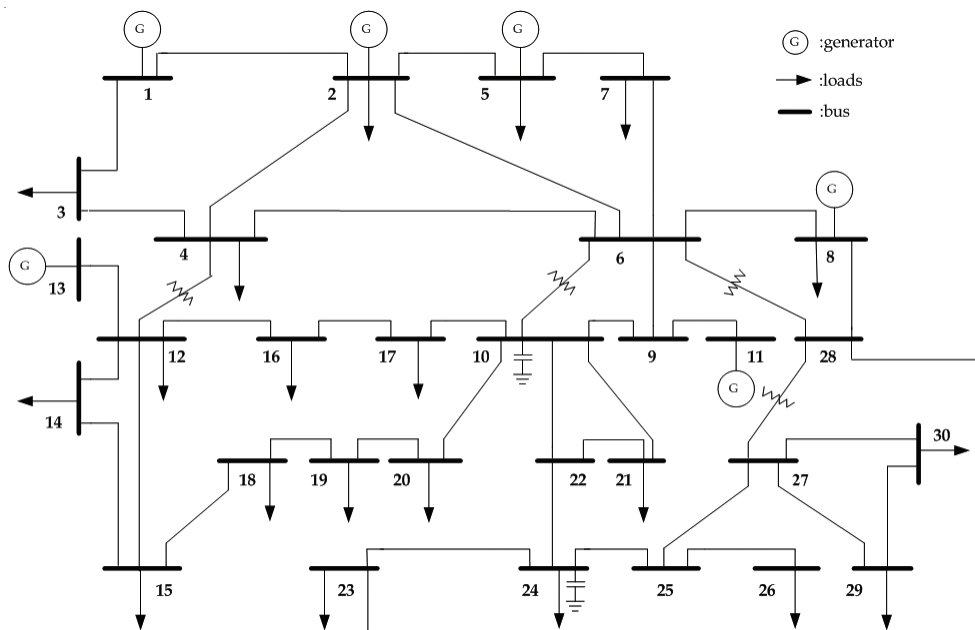 G G G
1 2 5 7
G :generator
:loads
:bus
3 4 6 8
G
G
13
12 16 17 10 9 11 28
G
14
18 19 20 22 21 27 30
15 23 24 25 26 29